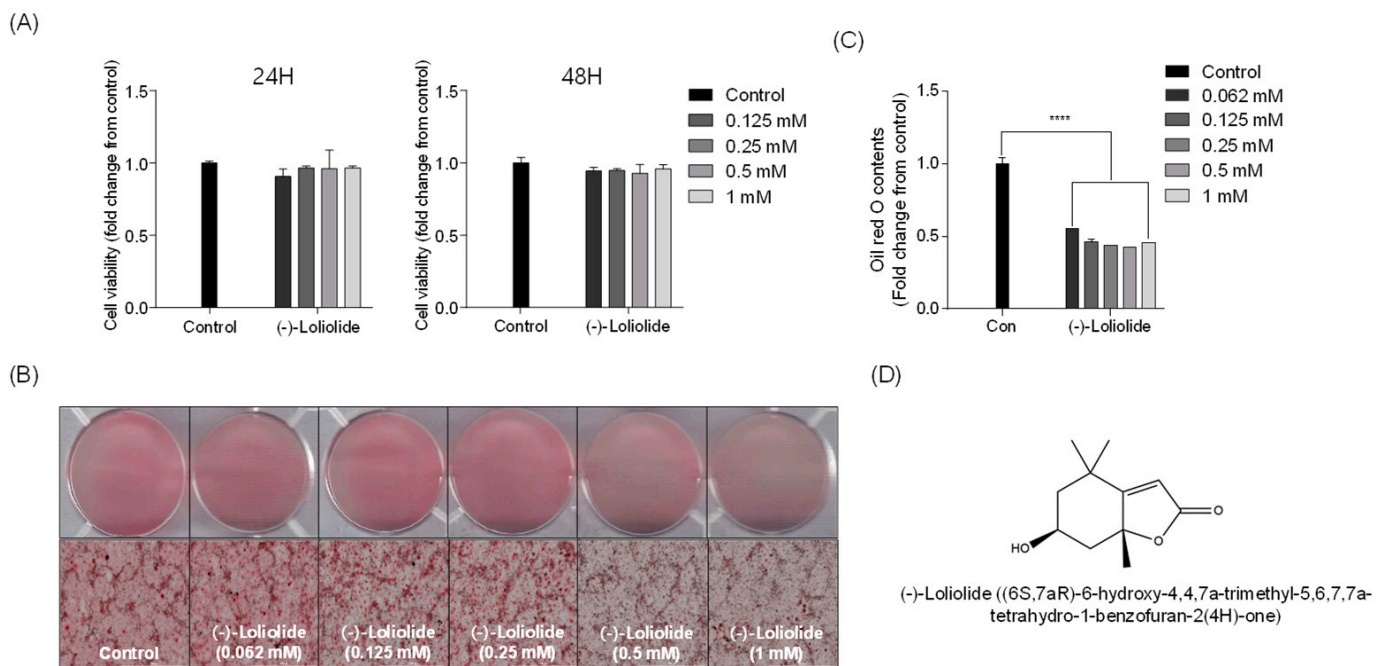 (A)
24H
Cell viability (fold change from control)
1.5
1.0
0.5
0.0
Control
(-)-Loliolide
48H
Cell viability (fold change from control)
1.5
1.0
0.5
0.0
Control
(-)-Loliolide
Control
0.125 mM
0.25 mM
0.5 mM
1 mM
(C)
Oil red O contents
(Fold change from control)
1.5
1.0
0.5
0.0
****
Con
(-)-Loliolide
Control
0.062 mM
0.125 mM
0.25 mM
0.5 mM
1 mM
(B)
Control
(-)-Loliolide
(0.062 mM)
(-)-Loliolide
(0.125 mM)
(-)-Loliolide
(0.25 mM)
(-)-Loliolide
(0.5 mM)
(-)-Loliolide
(1 mM)
(D)
HO
O
O
(-)-Loliolide ((6S,7aR)-6-hydroxy-4,4,7a-trimethyl-5,6,7,7a-
tetrahydro-1-benzofuran-2(4H)-one)